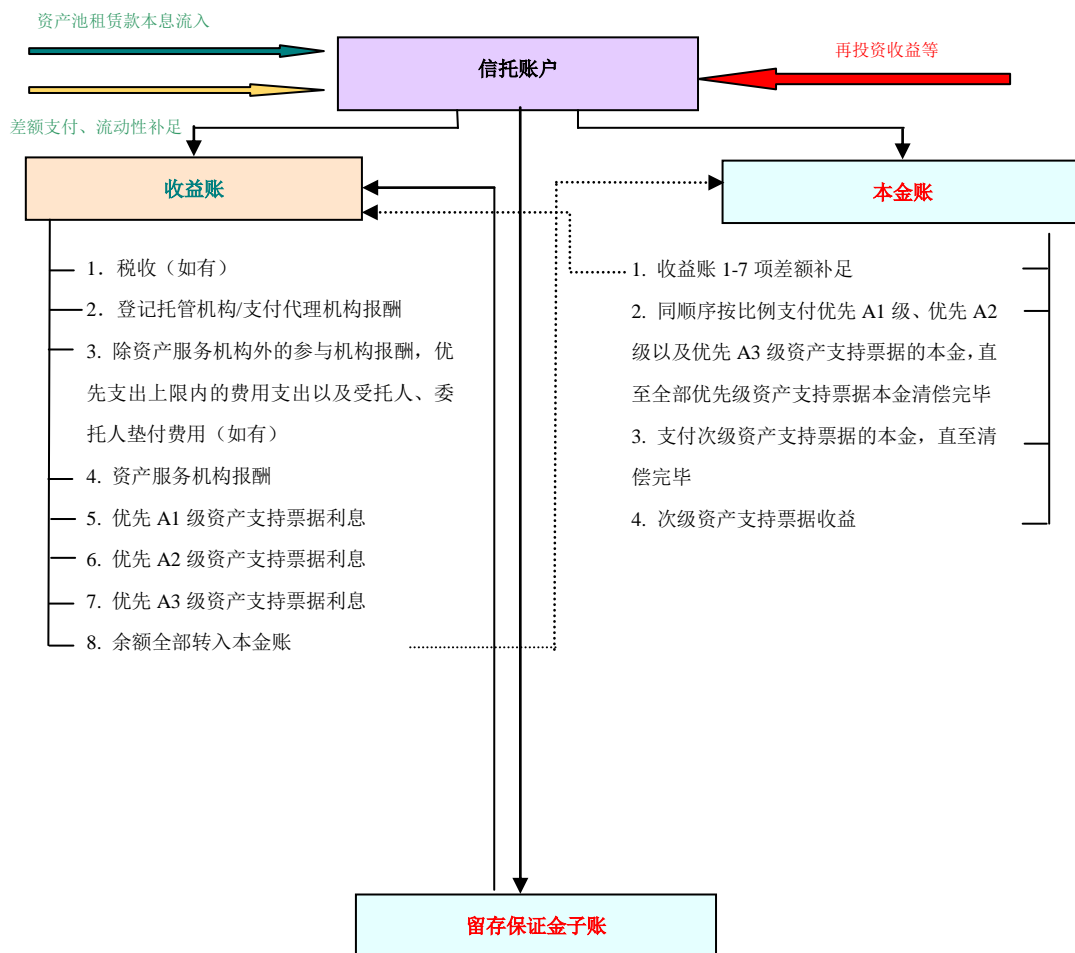 资产池租赁款本息流入
信托账户
再投资收益等
差额支付、流动性补足
收益账
本金账
1. 税收（如有）
2. 登记托管机构/支付代理机构报酬
3. 除资产服务机构外的参与机构报酬，优
先支出上限内的费用支出以及受托人、委
托人垫付费用（如有）
4. 资产服务机构报酬
5. 优先 A1 级资产支持票据利息
6. 优先 A2 级资产支持票据利息
7. 优先 A3 级资产支持票据利息
8. 余额全部转入本金账
1. 收益账 1-7 项差额补足
2. 同顺序按比例支付优先 A1 级、优先 A2
级以及优先 A3 级资产支持票据的本金，直
至全部优先级资产支持票据本金清偿完毕
3. 支付次级资产支持票据的本金，直至清
偿完毕
4. 次级资产支持票据收益
留存保证金子账